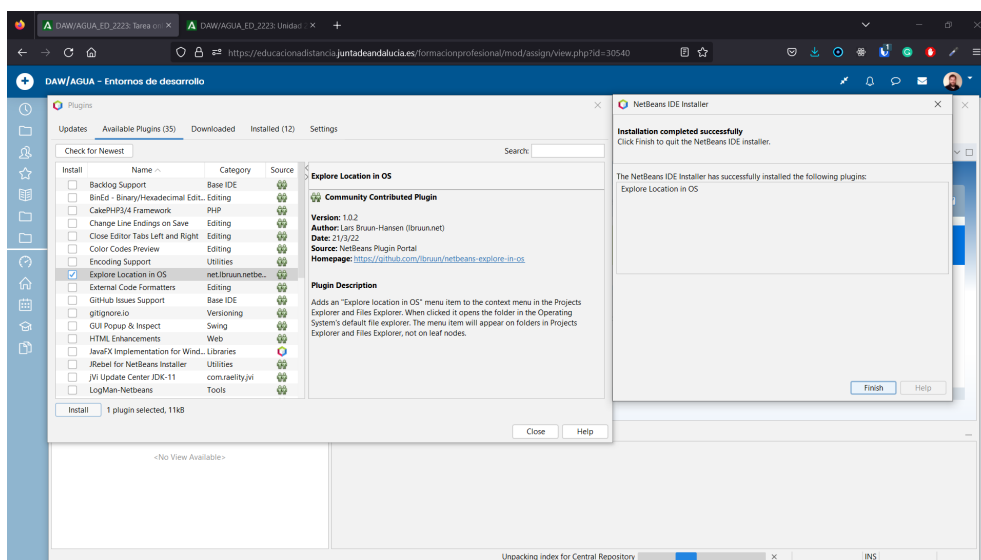 DAW/AGUA_ED_2223: Tarea on
DAW/AGUA_ED_2223: Unidad
https://educacionadistancia.juntadeandalucia.es/formacionprofesional/mod/assign/view.php?id=30540
DAW/AGUA - Entornos de desarrollo
Plugins
Updates Available Plugins (35) Downloaded Installed (12) Settings
Check for Newest
Search:
Install Name Category Source
Backlog Support Base IDE
BinEd - Binary/Hexadecimal Edit... Editing
CakePHP3/4 Framework PHP
Change Line Endings on Save Editing
Close Editor Tabs Left and Right Editing
Color Codes Preview Editing
Encoding Support Utilities
Explore Location in OS net.lbruun.netbe...
External Code Formatters Editing
GitHub Issues Support Base IDE
gitignore.io Versioning
GUI Popup & Inspect Swing
HTML Enhancements Web
JavaFX Implementation for Wind... Libraries
JRebel for NetBeans Installer Utilities
jVi Update Center JDK-11 com.raelity.jvi
LogMan-Netbeans Tools
Install 1 plugin selected, 11kB
Explore Location in OS
Community Contributed Plugin
Version: 1.0.2
Author: Lars Bruun-Hansen (lbruun.net)
Date: 21/3/22
Source: NetBeans Plugin Portal
Homepage: https://github.com/lbruun/netbeans-explore-in-os
Plugin Description
Adds an "Explore location in OS" menu item to the context menu in the Projects
Explorer and Files Explorer. When clicked it opens the folder in the Operating
System's default file explorer. The menu item will appear on folders in Projects
Explorer and Files Explorer, not on leaf nodes.
Close Help
NetBeans IDE Installer
Installation completed successfully
Click Finish to quit the NetBeans IDE installer.
The NetBeans IDE Installer has successfully installed the following plugins:
Explore Location in OS
Finish Help
<No View Available>
Unpacking index for Central Repository
INS